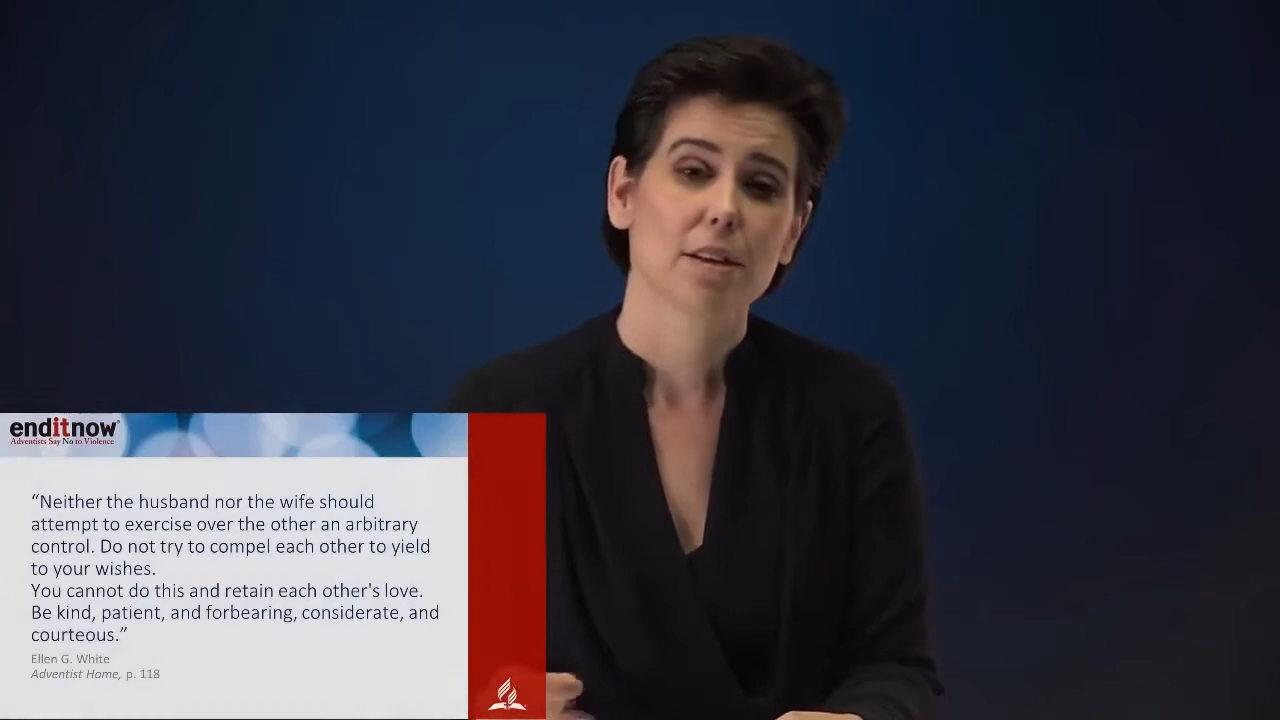 enditnow®
Adventists Say No to Violence
“Neither the husband nor the wife should
attempt to exercise over the other an arbitrary
control. Do not try to compel each other to yield
to your wishes.
You cannot do this and retain each other's love.
Be kind, patient, and forbearing, considerate, and
courteous.”
Ellen G. White
Adventist Home, p. 118